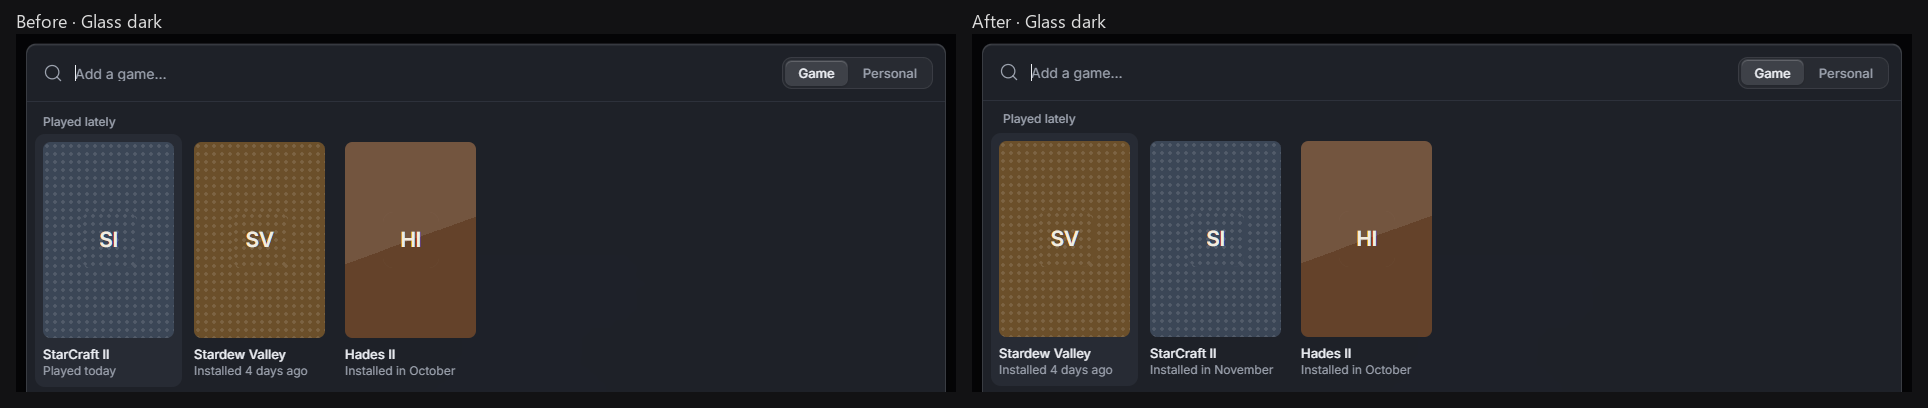 Before · Glass dark
Add a game...
Game
Personal
Played lately
SI
SV
HI
StarCraft II
Played today
Stardew Valley
Installed 4 days ago
Hades II
Installed in October
After · Glass dark
Add a game...
Game
Personal
Played lately
SV
SI
HI
Stardew Valley
Installed 4 days ago
StarCraft II
Installed in November
Hades II
Installed in October